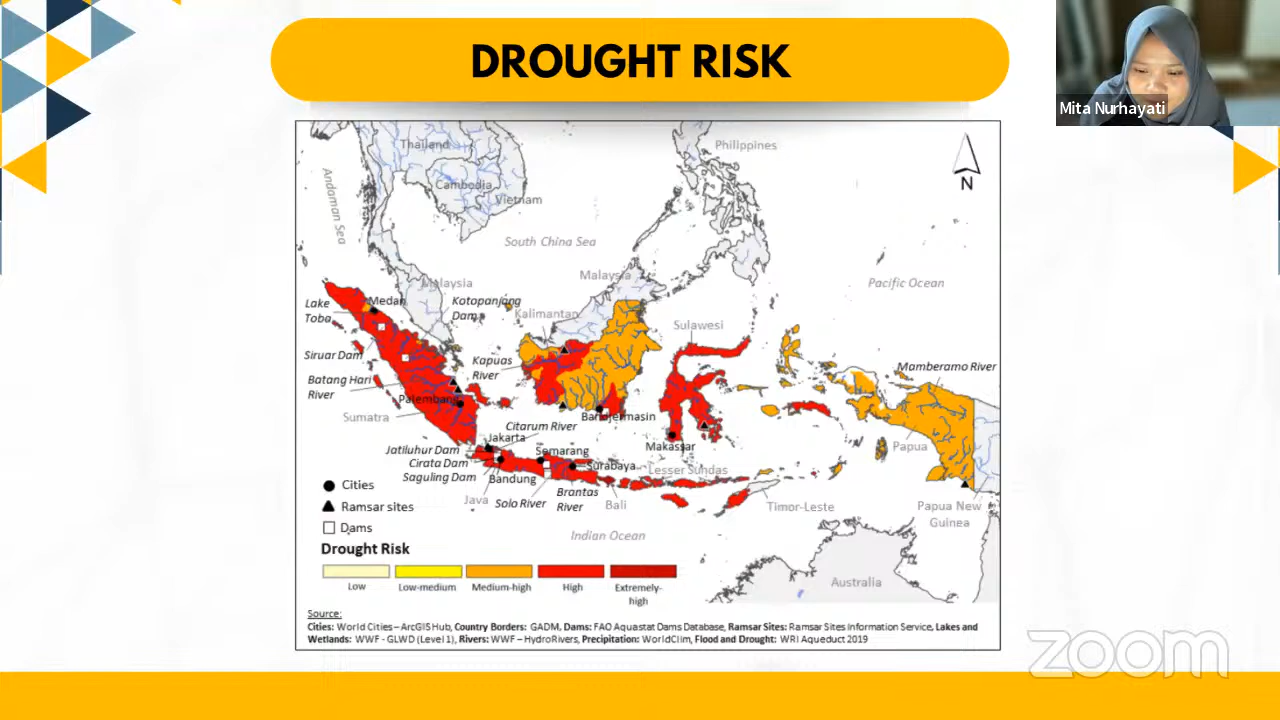 DROUGHT RISK
Mita Nurhayati
Thailand
Philippines
Cambodia
Vietnam
Andaman Sea
N
South China Sea
Malaysia
Pacific Ocean
Malaysia
Medan
Kotopanjang
Dam
Kalimantan
Lake
Toba
Sulawesi
Siruar Dam
Kapuas
River
Mamberamo River
Batang Hari
River
Palembang
Sumatra
Banderjmasin
Citarum River
Jakarta
Makassar
Papua
Jatiluhur Dam
Semarang
Cirata Dam
Surabaya
Lesser Sundas
Saguling Dam
Bandung
Java
Solo River
Brantas
River
Bali
Timor-Leste
Papua New
Guinea
Indian Ocean
Australia
Cities
Ramsar sites
Dams
Drought Risk
Low
Low-medium
Medium-high
High
Extremely-
high
Source:
Cities: World Cities – ArcGIS Hub, Country Borders: GADM, Dams: FAO Aquastat Dams Database, Ramsar Sites: Ramsar Sites Information Service, Lakes and
Wetlands: WWF - GLWD (Level 1), Rivers: WWF – HydroRivers, Precipitation: WorldClim, Flood and Drought: WRI Aqueduct 2019
zoom